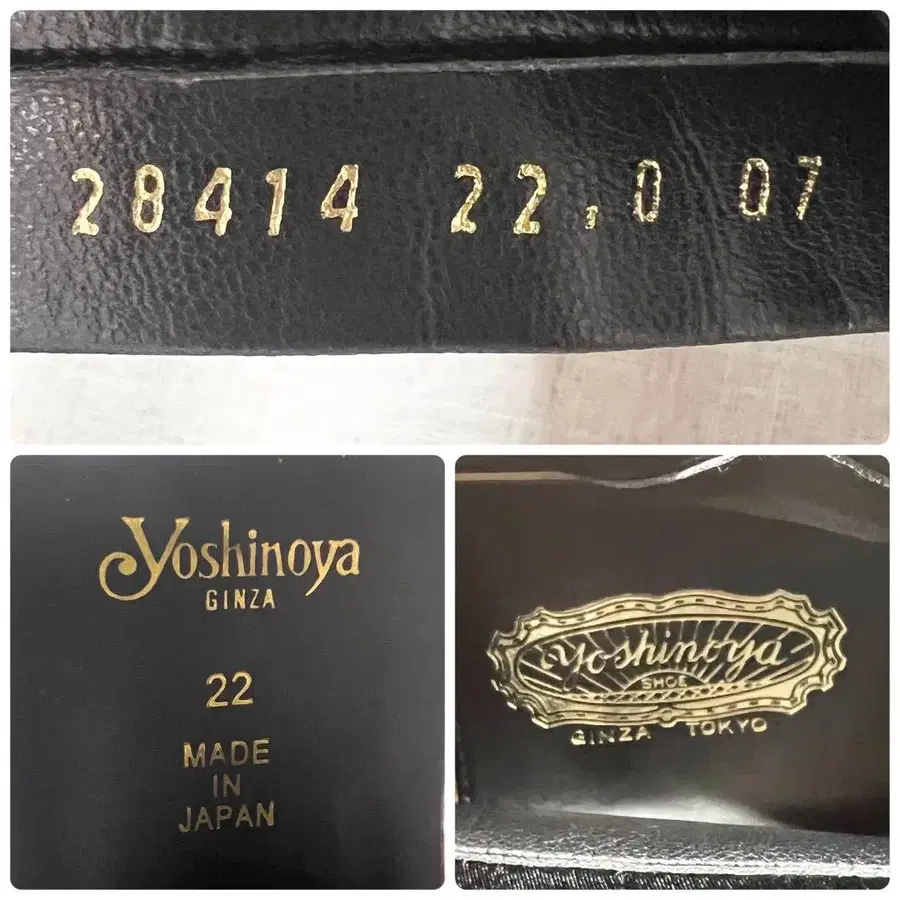 28414 22.0 07
Yoshinoya
GINZA
22
MADE
IN
JAPAN
Yoshinoya
SHOE
GINZA TOKYO